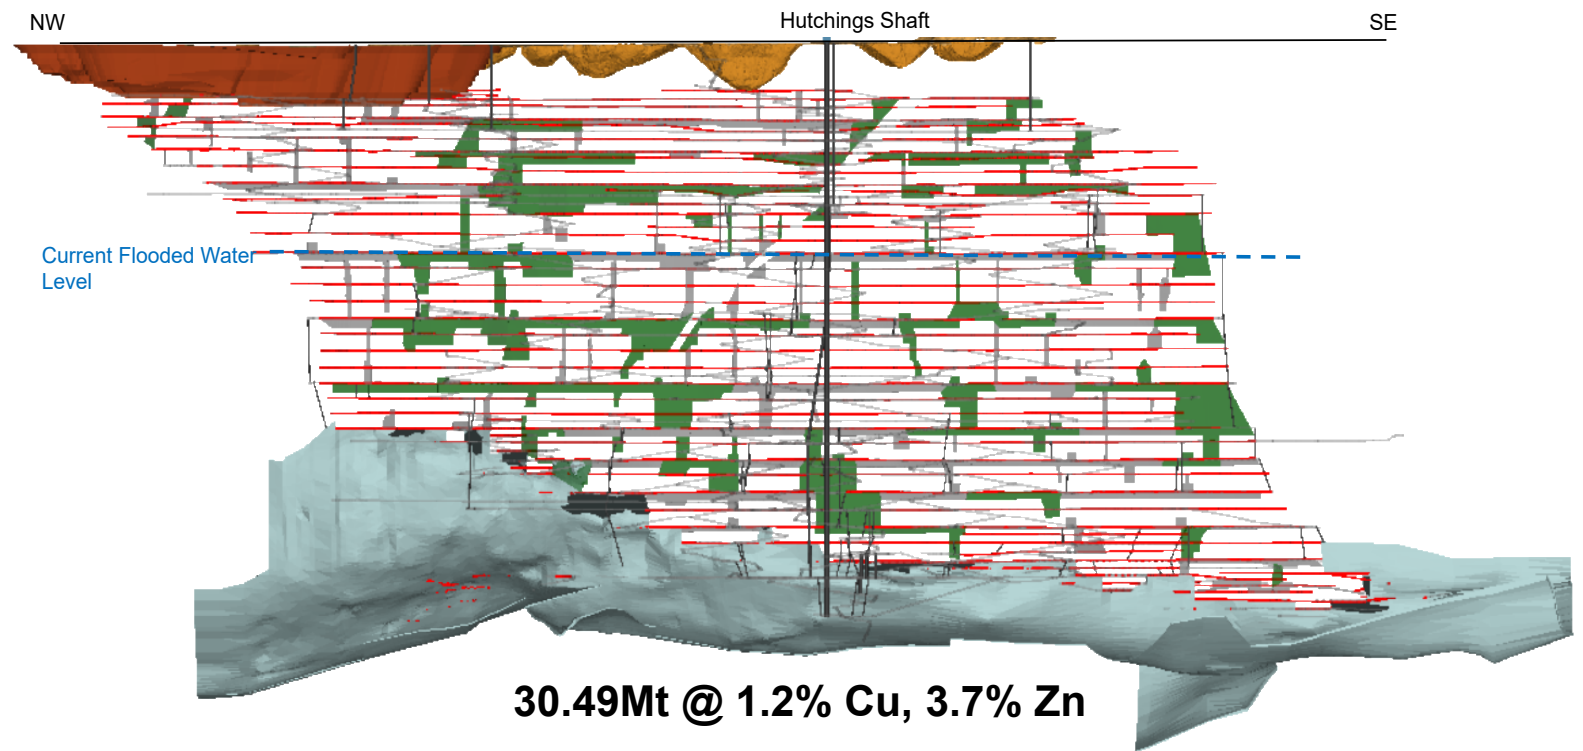 NW
Hutchings Shaft
SE
Current Flooded Water
Level
30.49Mt @ 1.2% Cu, 3.7% Zn